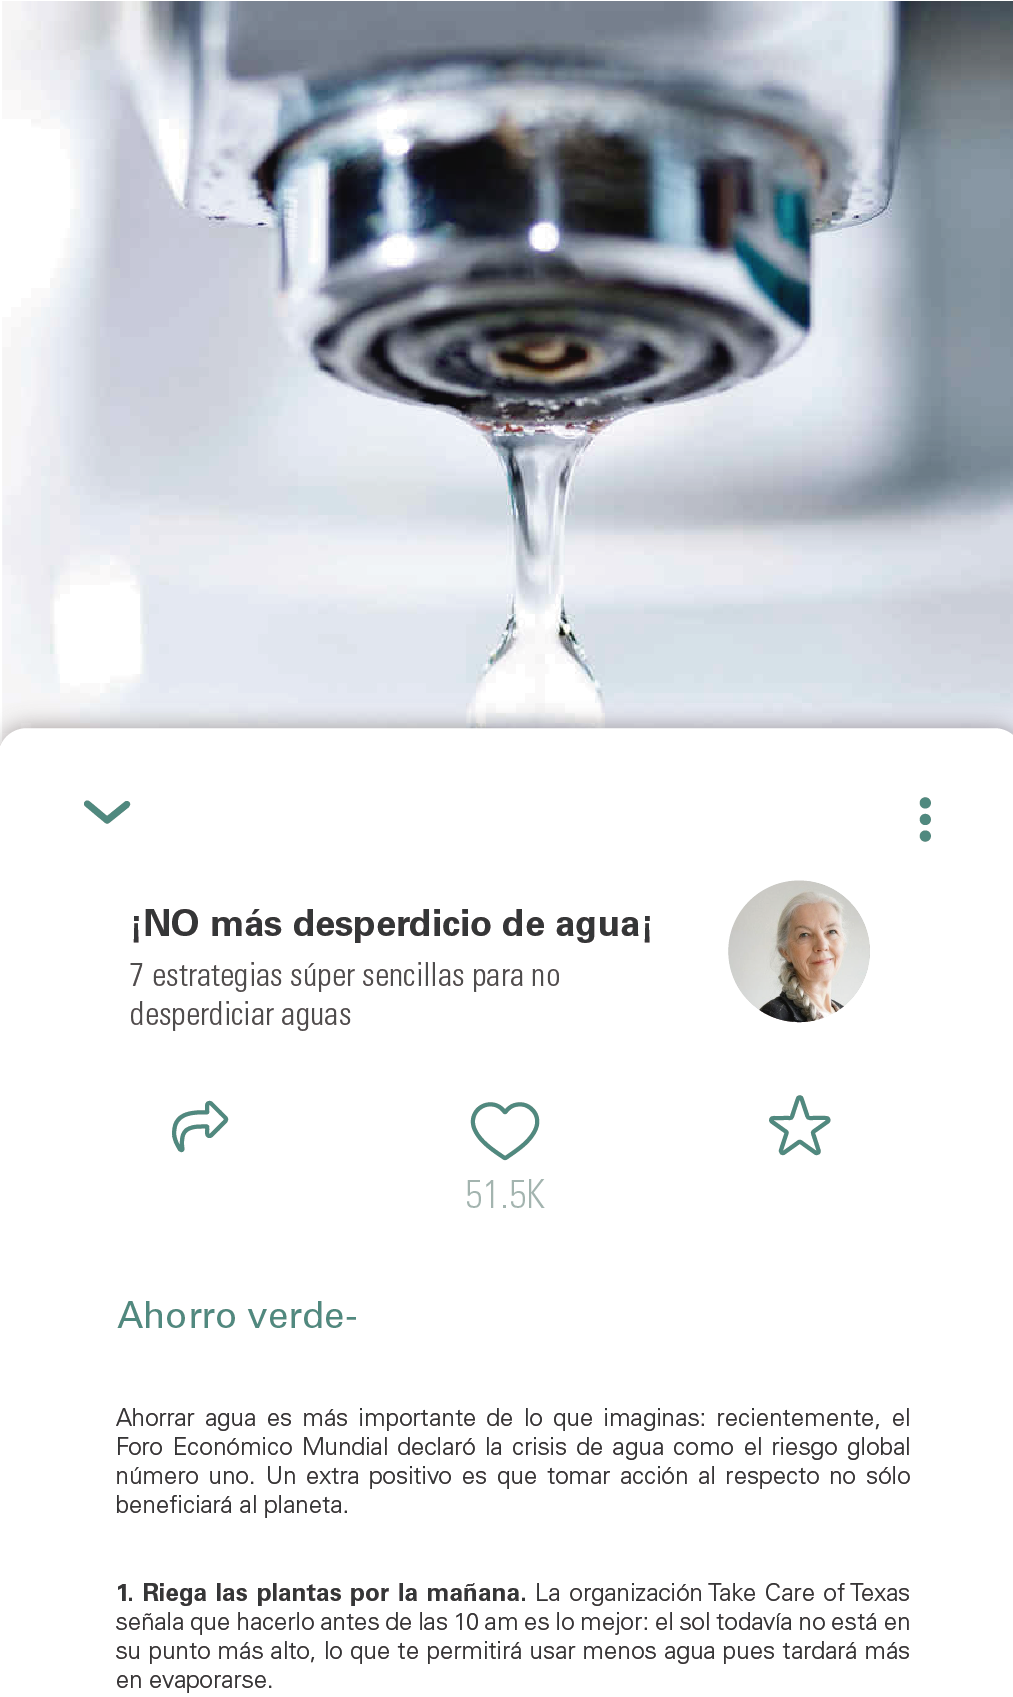 ¡NO más desperdicio de agua¡
7 estrategias súper sencillas para no
desperdiciar aguas
51.5K
Ahorro verde-
Ahorrar agua es más importante de lo que imaginas: recientemente, el
Foro Económico Mundial declaró la crisis de agua como el riesgo global
número uno. Un extra positivo es que tomar acción al respecto no sólo
beneficiará al planeta.
1. Riega las plantas por la mañana. La organización Take Care of Texas
señala que hacerlo antes de las 10 am es lo mejor: el sol todavía no está en
su punto más alto, lo que te permitirá usar menos agua pues tardará más
en evaporarse.